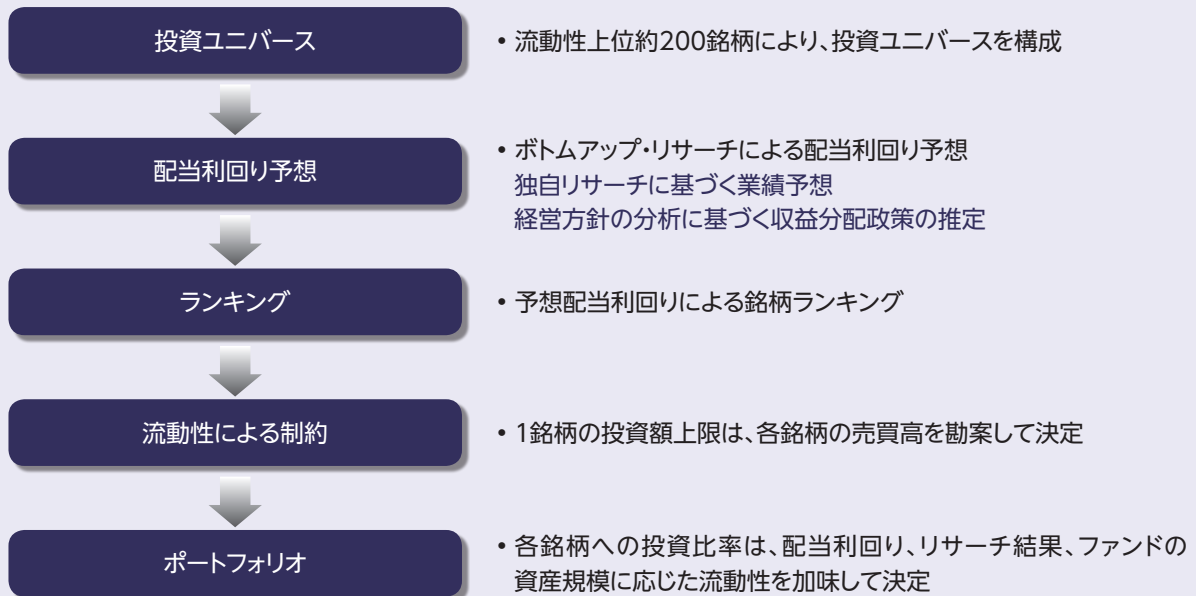 投資ユニバース
• 流動性上位約200銘柄により、投資ユニバースを構成
配当利回り予想
• ボトムアップ・リサーチによる配当利回り予想
独自リサーチに基づく業績予想
経営方針の分析に基づく収益分配政策の推定
ランキング
• 予想配当利回りによる銘柄ランキング
流動性による制約
• 1銘柄の投資額上限は、各銘柄の売買高を勘案して決定
ポートフォリオ
• 各銘柄への投資比率は、配当利回り、リサーチ結果、ファンドの
資産規模に応じた流動性を加味して決定